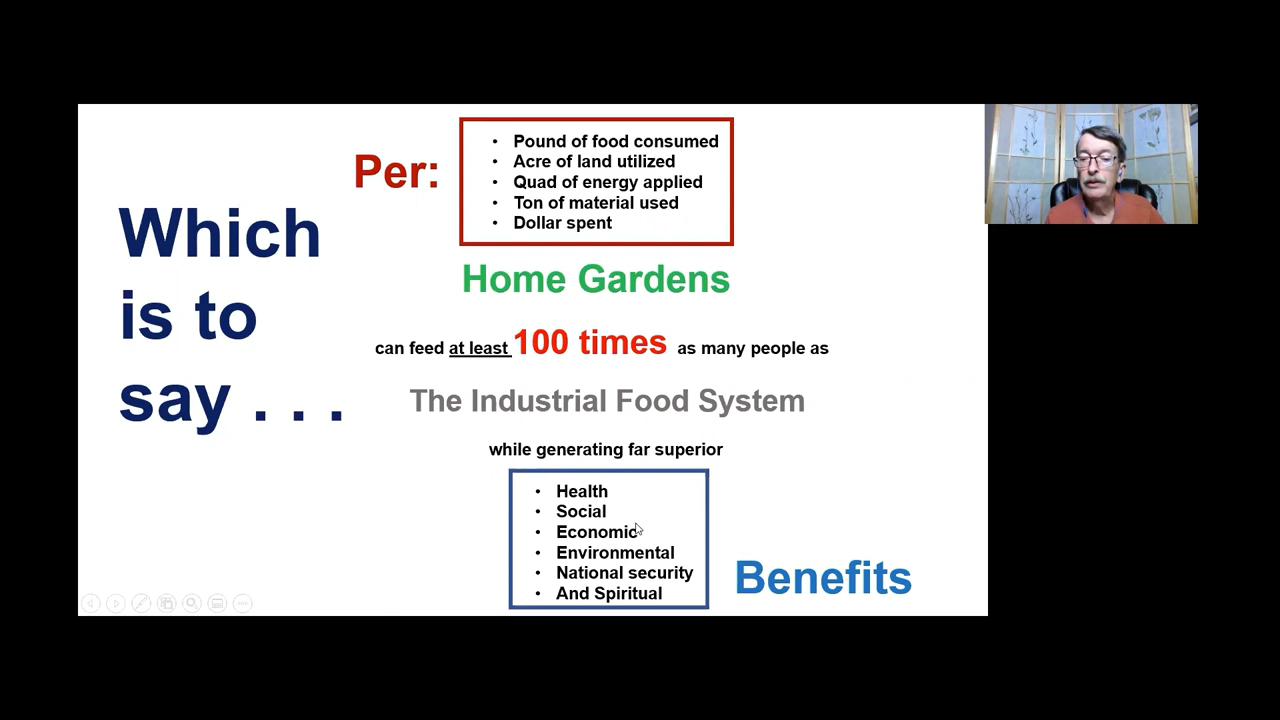 Which
is to
say . . .
Per:
• Pound of food consumed
• Acre of land utilized
• Quad of energy applied
• Ton of material used
• Dollar spent
Home Gardens
can feed at least 100 times as many people as
The Industrial Food System
while generating far superior
• Health
• Social
• Economic
• Environmental
• National security
• And Spiritual
Benefits